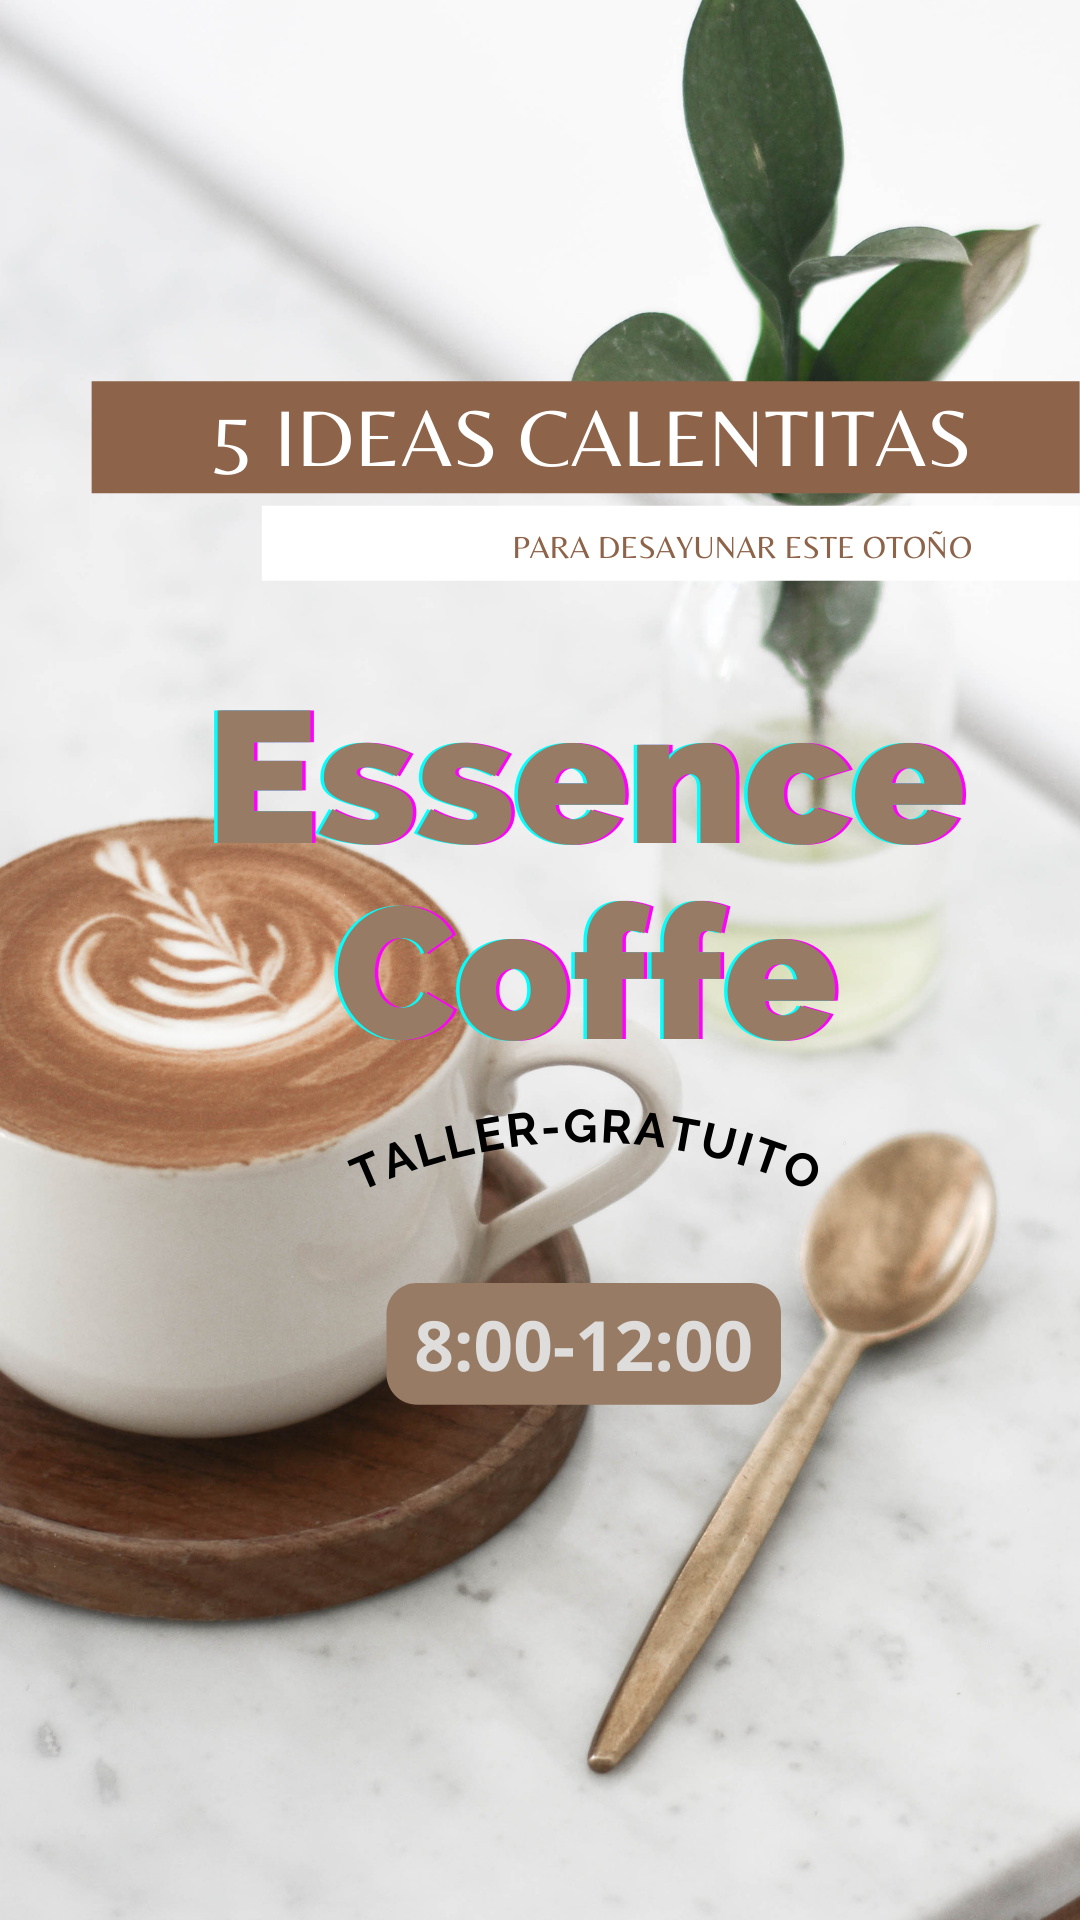 5 IDEAS CALENTITAS
PARA DESAYUNAR ESTE OTOÑO
Essence
Coffe
TALLER-GRATUITO
8:00-12:00